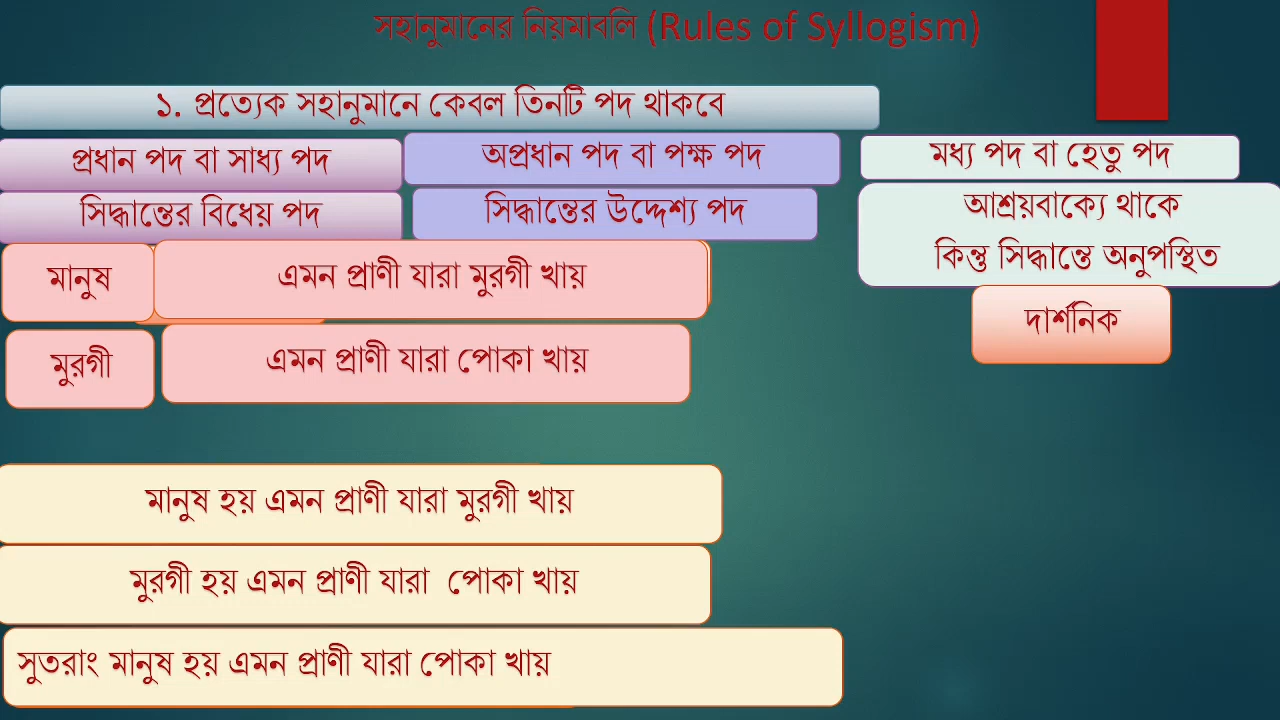 সহানুমানের নিয়মাবলি (Rules of Syllogism)
১. প্রত্যেক সহানুমানে কেবল তিনটি পদ থাকবে
প্রধান পদ বা সাধ্য পদ
অপ্রধান পদ বা পক্ষ পদ
মধ্য পদ বা হেতু পদ
সিদ্ধান্তের বিধেয় পদ
সিদ্ধান্তের উদ্দেশ্য পদ
আশ্রয়বাক্যে থাকে
কিন্তু সিদ্ধান্তে অনুপস্থিত
মানুষ
এমন প্রাণী যারা মুরগী খায়
দার্শনিক
মুরগী
এমন প্রাণী যারা পোকা খায়
মানুষ হয় এমন প্রাণী যারা মুরগী খায়
মুরগী হয় এমন প্রাণী যারা পোকা খায়
সুতরাং মানুষ হয় এমন প্রাণী যারা পোকা খায়